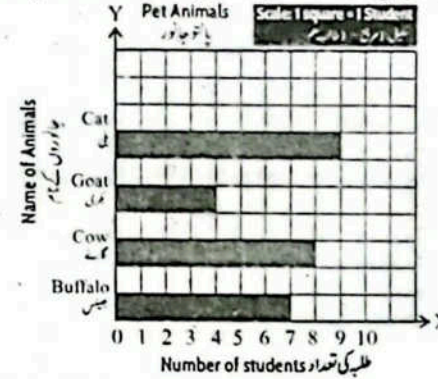 Y Pet Animals
پالتو جانور
Scale: 1 square = 1 Student
Name of Animals
جانوروں کے نام
Cat
بلی
Goat
بکری
Cow
گائے
Buffalo
بھینس
0 1 2 3 4 5 6 7 8 9 10
X
Number of students طلبہ کی تعداد